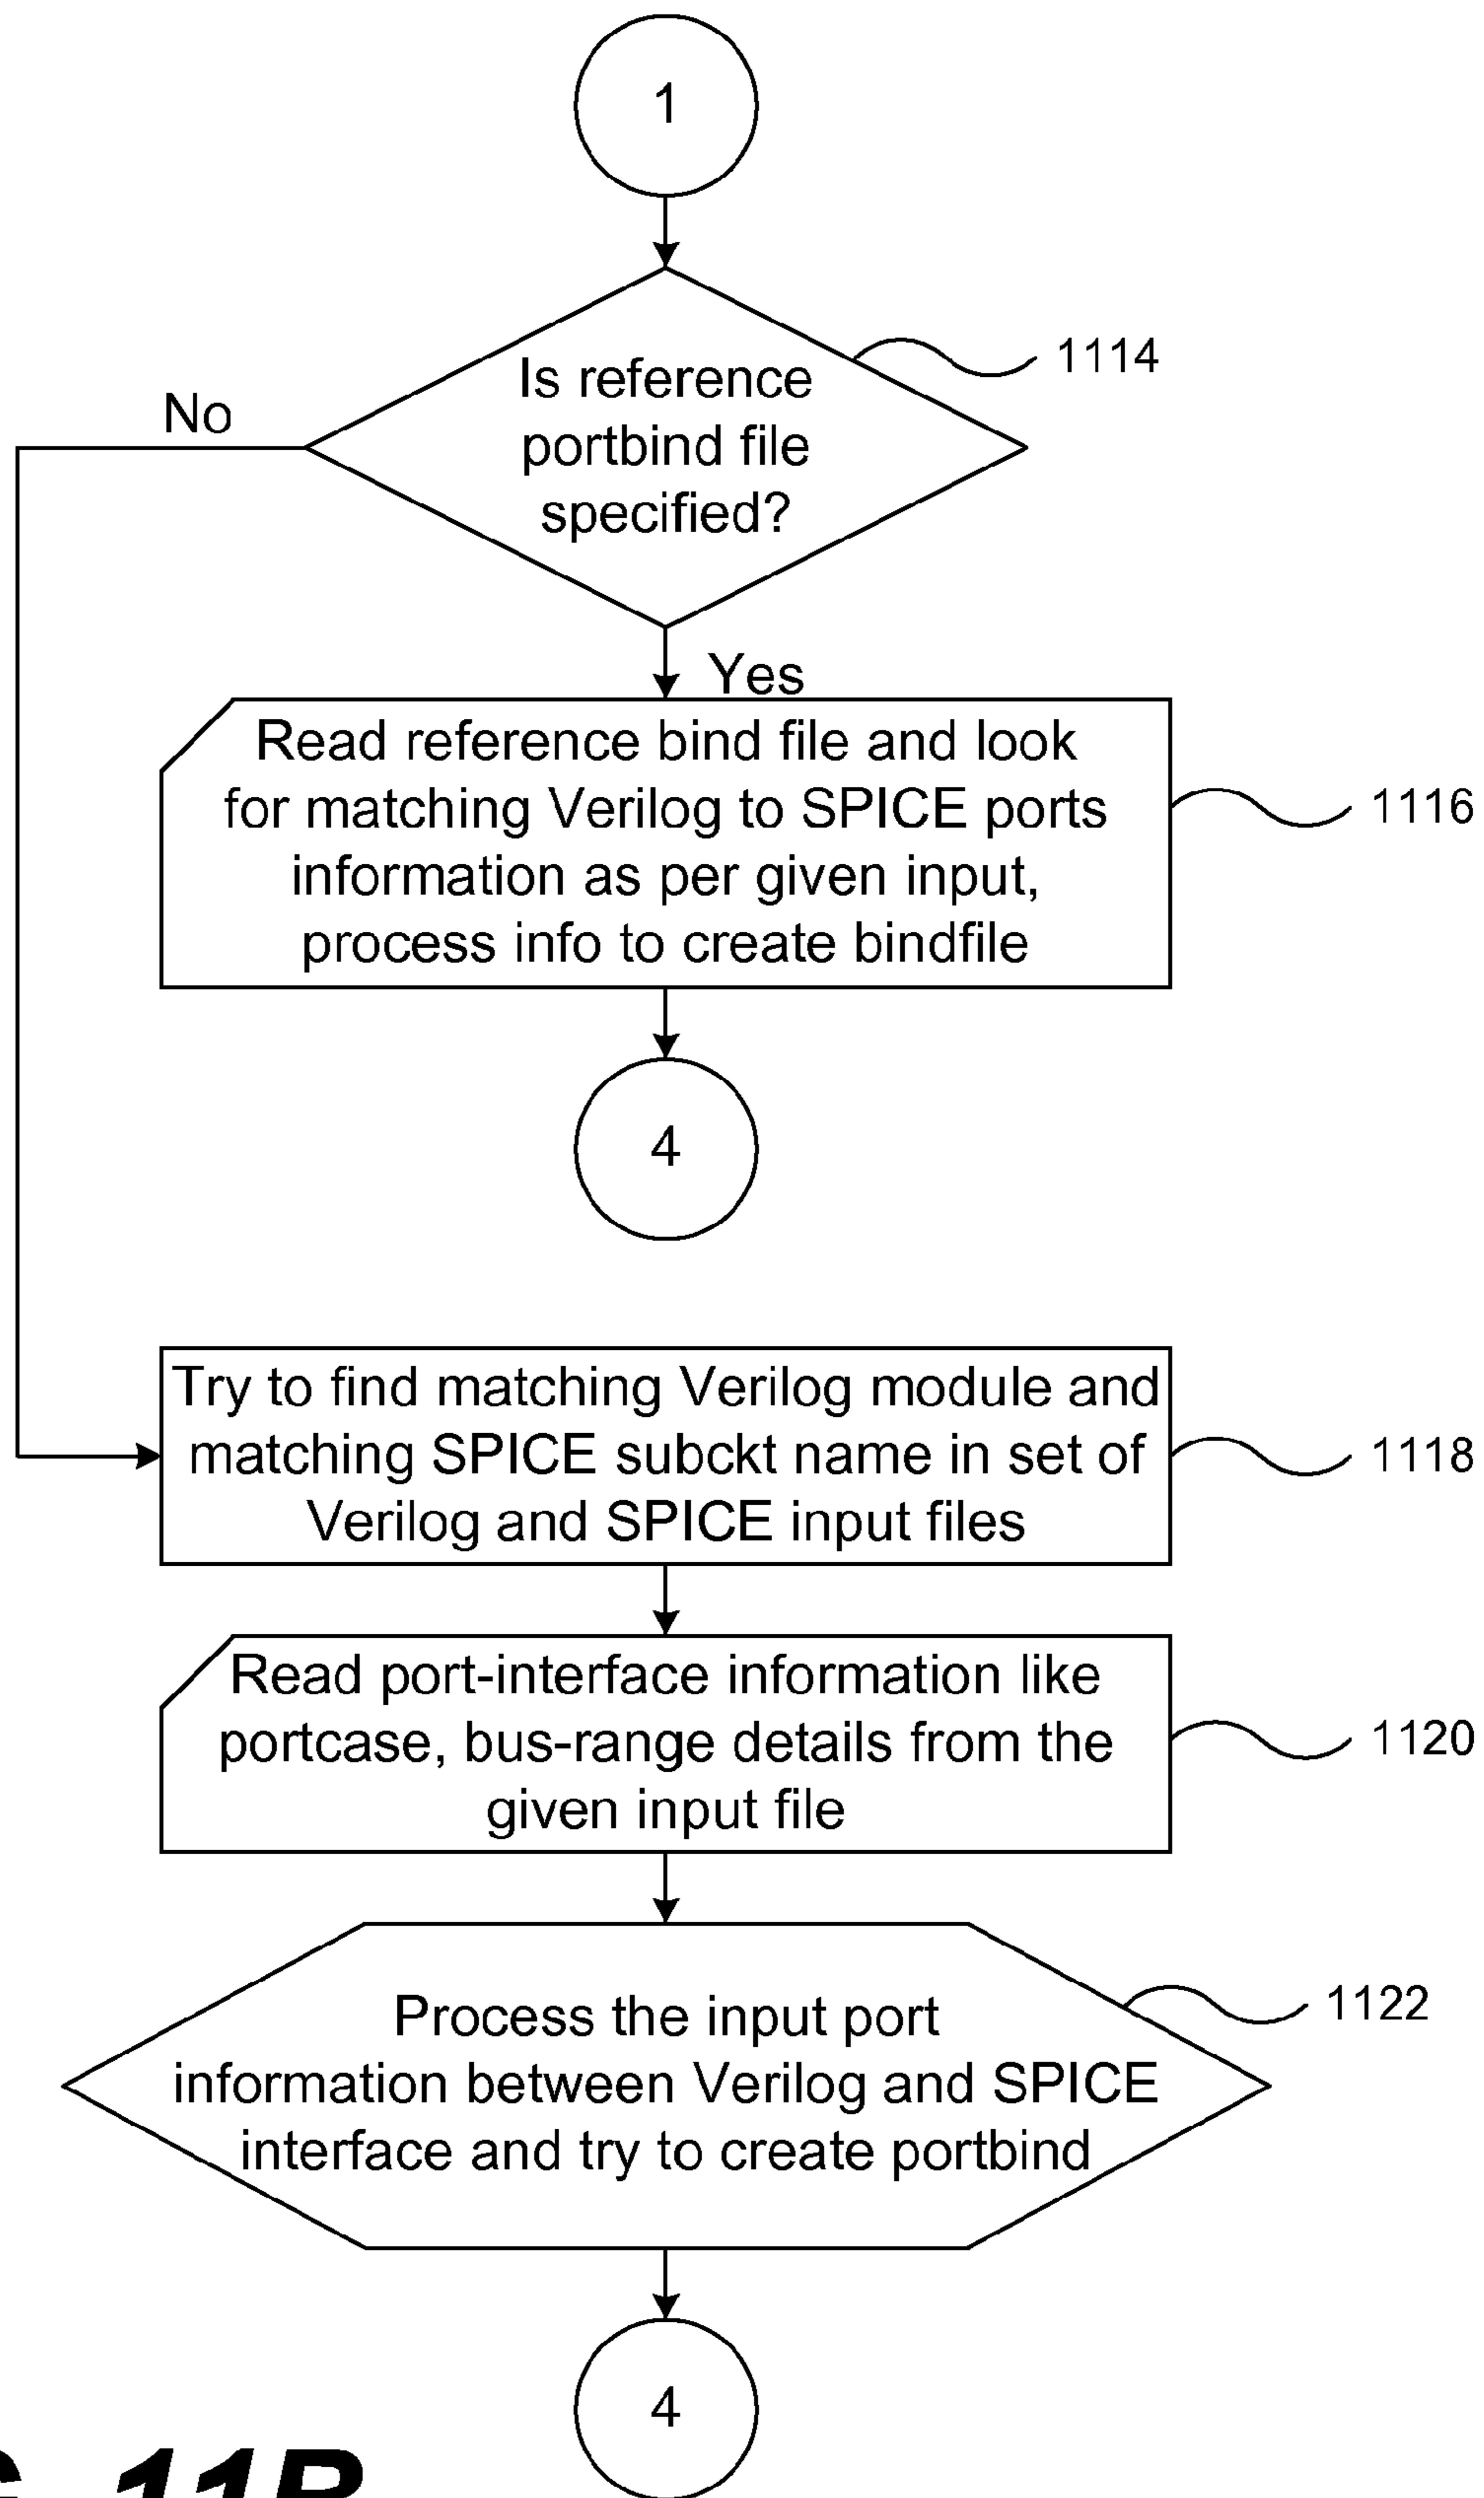 1
1114
Is reference
portbind file
specified?
No
Yes
Read reference bind file and look
for matching Verilog to SPICE ports
information as per given input,
process info to create bindfile
1116
4
Try to find matching Verilog module and
matching SPICE subckt name in set of
Verilog and SPICE input files
1118
Read port-interface information like
portcase, bus-range details from the
given input file
1120
Process the input port
information between Verilog and SPICE
interface and try to create portbind
1122
4
11B